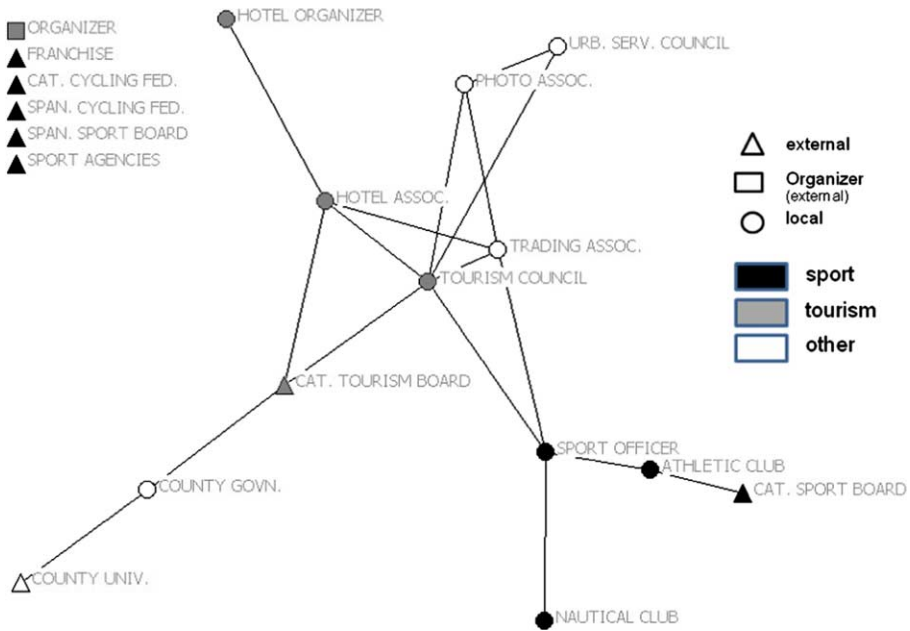 HOTEL ORGANIZER
ORGANIZER
FRANCHISE
CAT. CYCLING FED.
SPAN. CYCLING FED.
SPAN. SPORT BOARD
SPORT AGENCIES
URB. SERV. COUNCIL
PHOTO ASSOC.
external
Organizer
(external)
local
HOTEL ASSOC.
TRADING ASSOC.
TOURISM COUNCIL
sport
tourism
other
CAT. TOURISM BOARD
SPORT OFFICER
ATHLETIC CLUB
CAT. SPORT BOARD
COUNTY GOVN.
COUNTY UNIV.
NAUTICAL CLUB